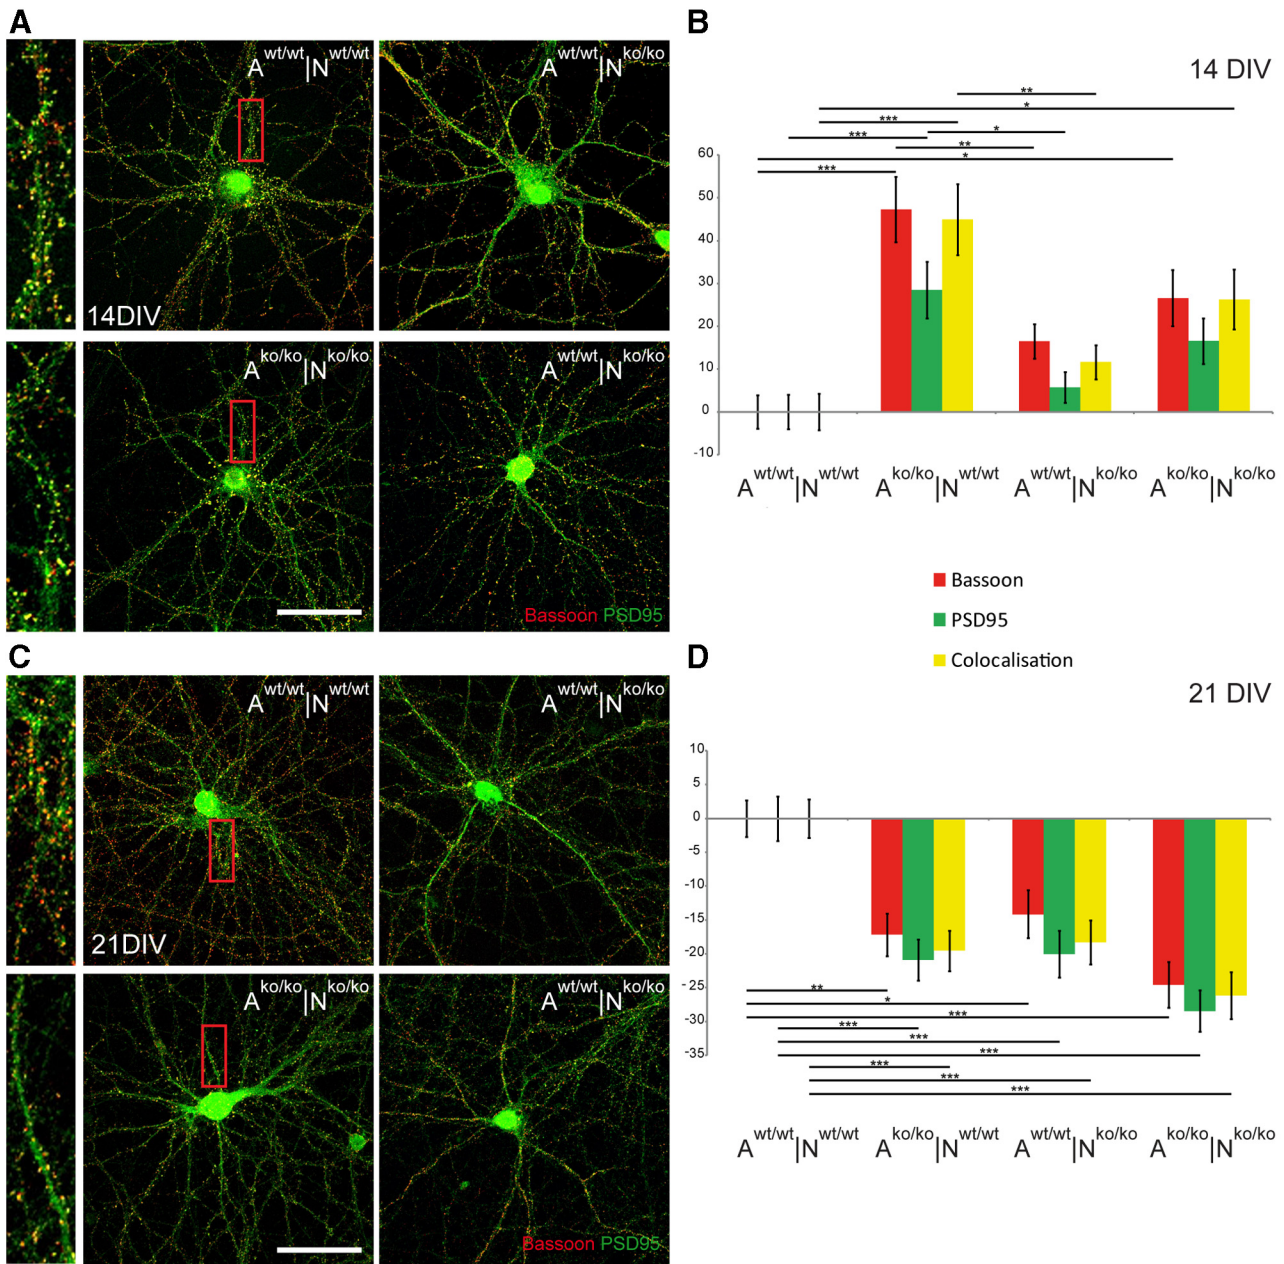 A
A wt/wt|N wt/wt
A wt/wt|N ko/ko
14DIV
A ko/ko|N ko/ko
A wt/wt|N ko/ko
Bassoon PSD95
B
14 DIV
**
*
***
*
***
**
*
***
60
50
40
30
20
10
0
-10
A wt/wt|N wt/wt
A ko/ko|N wt/wt
A wt/wt|N ko/ko
A ko/ko|N ko/ko
Bassoon
PSD95
Colocalisation
C
A wt/wt|N wt/wt
A wt/wt|N ko/ko
21DIV
A ko/ko|N ko/ko
A wt/wt|N ko/ko
Bassoon PSD95
D
21 DIV
10
5
0
-5
-10
-15
-20
-25
-30
-35
**
*
***
***
***
***
***
***
***
A wt/wt|N wt/wt
A ko/ko|N wt/wt
A wt/wt|N ko/ko
A ko/ko|N ko/ko